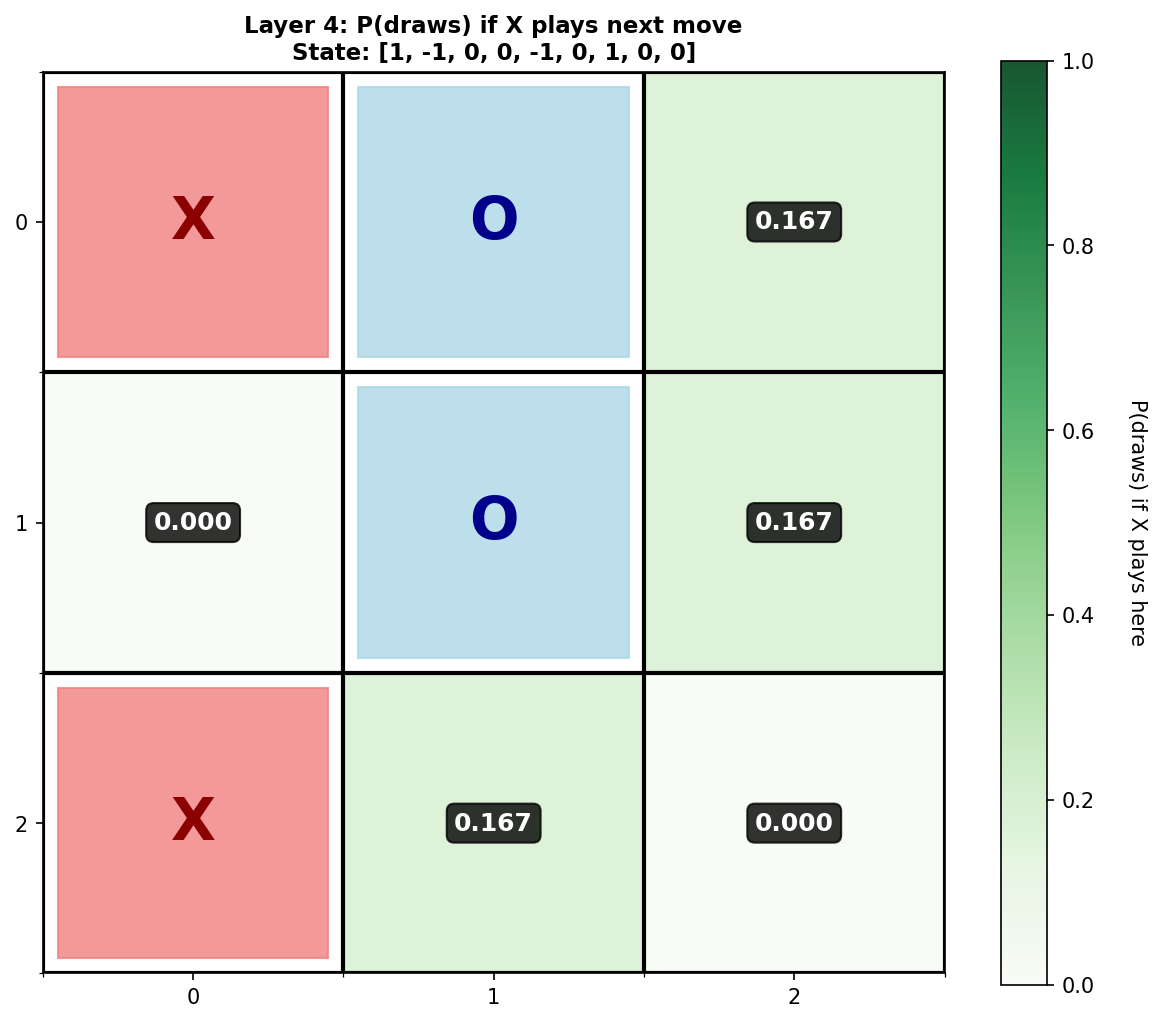 Layer 4: P(draws) if X plays next move
State: [1, -1, 0, 0, -1, 0, 1, 0, 0]
0
X
O
0.167
1
0.000
O
0.167
2
X
0.167
0.000
0
1
2
1.0
0.8
0.6
0.4
0.2
0.0
P(draws) if X plays here